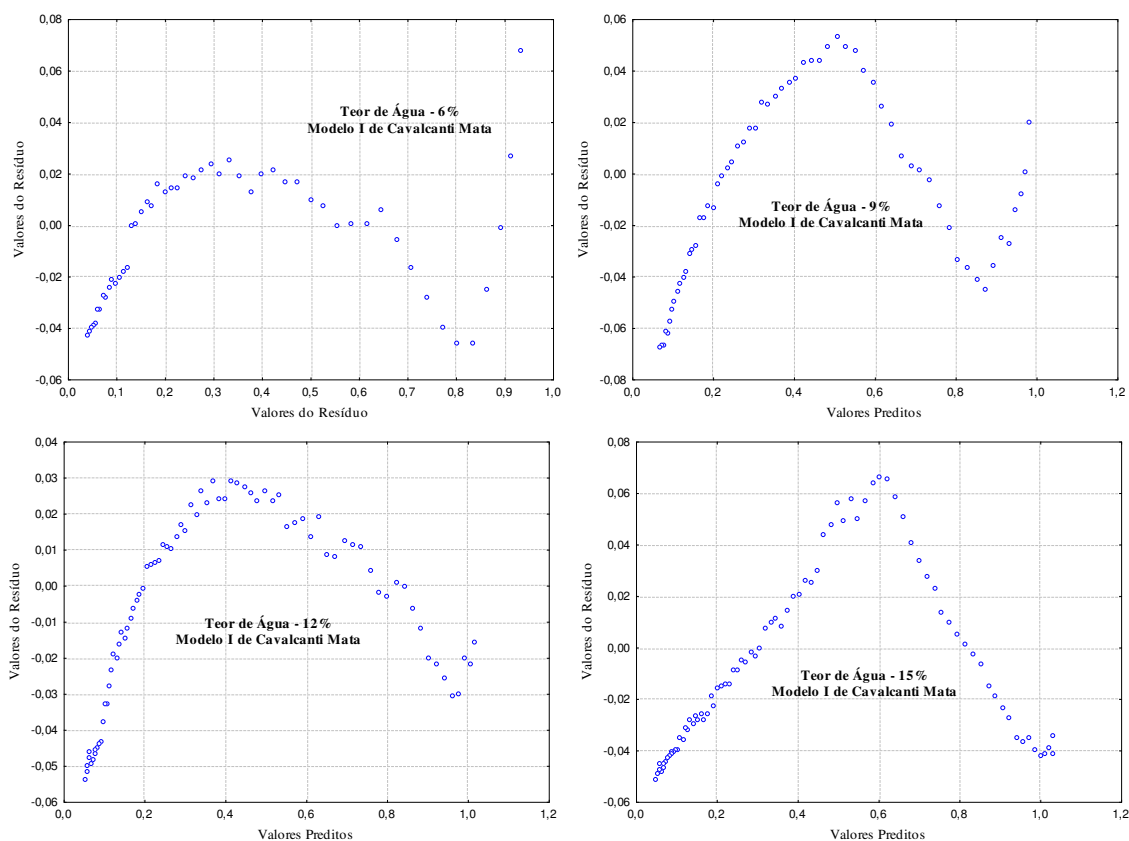 0,08
0,06
0,04
0,02
0,00
-0,02
-0,04
-0,06
Valores do Resíduo
Teor de Água - 6%
Modelo I de Cavalcanti Mata
0,0 0,1 0,2 0,3 0,4 0,5 0,6 0,7 0,8 0,9 1,0
Valores do Resíduo
0,06
0,04
0,02
0,00
-0,02
-0,04
-0,06
-0,08
Valores do Resíduo
Teor de Água - 9%
Modelo I de Cavalcanti Mata
0,0 0,2 0,4 0,6 0,8 1,0 1,2
Valores Preditos
0,04
0,03
0,02
0,01
0,00
-0,01
-0,02
-0,03
-0,04
-0,05
-0,06
Valores do Resíduo
Teor de Água - 12%
Modelo I de Cavalcanti Mata
0,0 0,2 0,4 0,6 0,8 1,0 1,2
Valores Preditos
0,08
0,06
0,04
0,02
0,00
-0,02
-0,04
-0,06
Valores do Resíduo
Teor de Água - 15%
Modelo I de Cavalcanti Mata
0,0 0,2 0,4 0,6 0,8 1,0 1,2
Valores Preditos